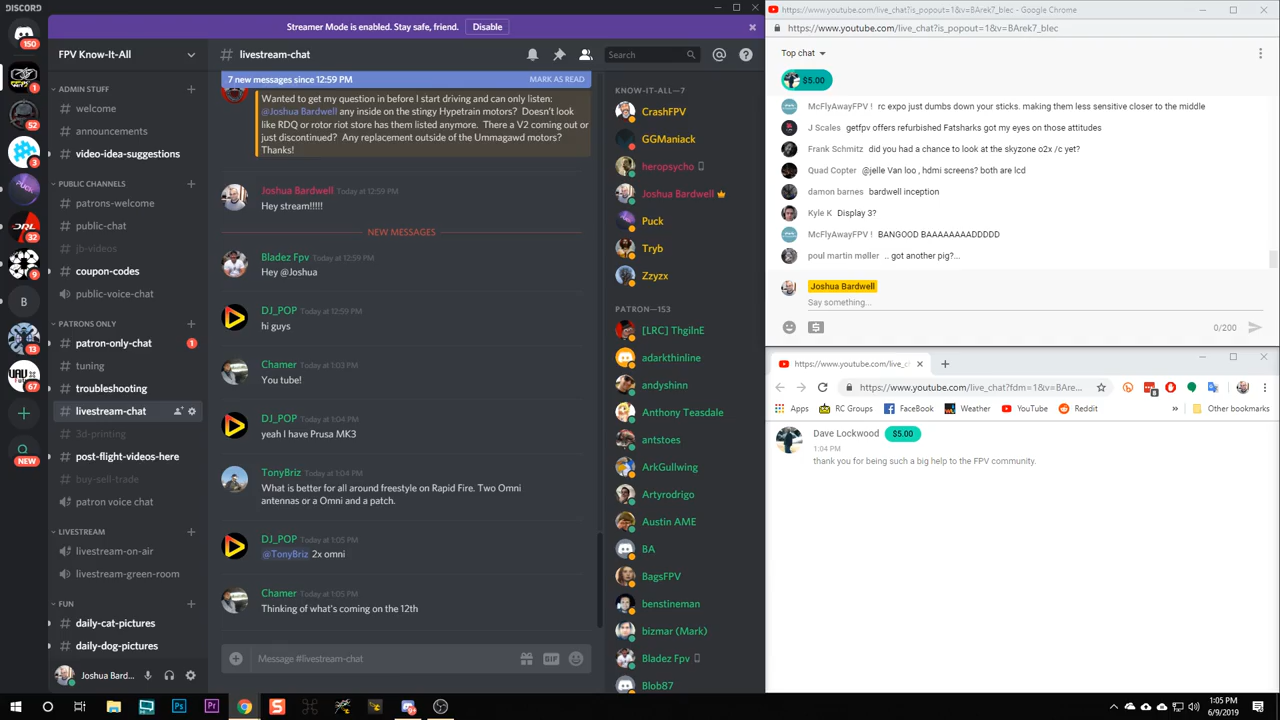 DISCORD
150
1
52
3
32
9
13
67
NEW
Streamer Mode is enabled. Stay safe, friend.
Disable
FPV Know-It-All
ADMIN STUFF
welcome
announcements
video-idea-suggestions
PUBLIC CHANNELS
patrons-welcome
public-chat
jb-videos
coupon-codes
public-voice-chat
PATRONS ONLY
patron-only-chat
1
tuning
troubleshooting
livestream-chat
3d-printing
post-flight-videos-here
buy-sell-trade
patron voice chat
LIVESTREAM
livestream-on-air
livestream-green-room
FUN
daily-cat-pictures
daily-dog-pictures
Joshua Bard...
livestream-chat
Search
7 new messages since 12:59 PM
MARK AS READ
Wanted to get my question in before I start driving and can only listen:
@Joshua Bardwell any inside on the stingy Hypetrain motors? Doesn't look
like RDQ or rotor riot store has them listed anymore. There a V2 coming out or
just discontinued? Any replacement outside of the Ummagawd motors?
Thanks!
Joshua Bardwell Today at 12:59 PM
Hey stream!!!!!
NEW MESSAGES
Bladez Fpv Today at 12:59 PM
Hey @Joshua
DJ_POP Today at 12:59 PM
hi guys
Chamer Today at 1:03 PM
You tube!
DJ_POP Today at 1:04 PM
yeah I have Prusa MK3
TonyBriz Today at 1:04 PM
What is better for all around freestyle on Rapid Fire. Two Omni
antennas or a Omni and a patch.
DJ_POP Today at 1:05 PM
@TonyBriz 2x omni
Chamer Today at 1:05 PM
Thinking of what's coming on the 12th
Message #livestream-chat
GIF
KNOW-IT-ALL—7
CrashFPV
GGManiack
heropsycho
Joshua Bardwell
Puck
Tryb
Zzyzx
PATRON—153
[LRC] ThgilnE
adarkthinline
andyshinn
Anthony Teasdale
antstoes
ArkGullwing
Artyrodrigo
Austin AME
BA
BagsFPV
benstineman
bizmar (Mark)
Bladez Fpv
Blob87
https://www.youtube.com/live_chat?is_popout=1&v=BArek7_blec - Google Chrome
https://www.youtube.com/live_chat?is_popout=1&v=BArek7_blec
Top chat
$5.00
McFlyAwayFPV ! rc expo just dumbs down your sticks. making them less sensitive closer to the middle
J Scales getfpv offers refurbished Fatsharks got my eyes on those attitudes
Frank Schmitz did you had a chance to look at the skyzone o2x /c yet?
Quad Copter @jelle Van loo , hdmi screens? both are lcd
damon barnes bardwell inception
Kyle K Display 3?
McFlyAwayFPV ! BANGOOD BAAAAAAAADDDDD
poul martin møller .. got another pig?...
Joshua Bardwell
Say something...
0/200
https://www.youtube.com/live_c
https://www.youtube.com/live_chat?fdm=1&v=BAre...
Apps
RC Groups
FaceBook
Weather
YouTube
Reddit
»
Other bookmarks
Dave Lockwood $5.00
1:04 PM
thank you for being such a big help to the FPV community.
1:05 PM
6/9/2019